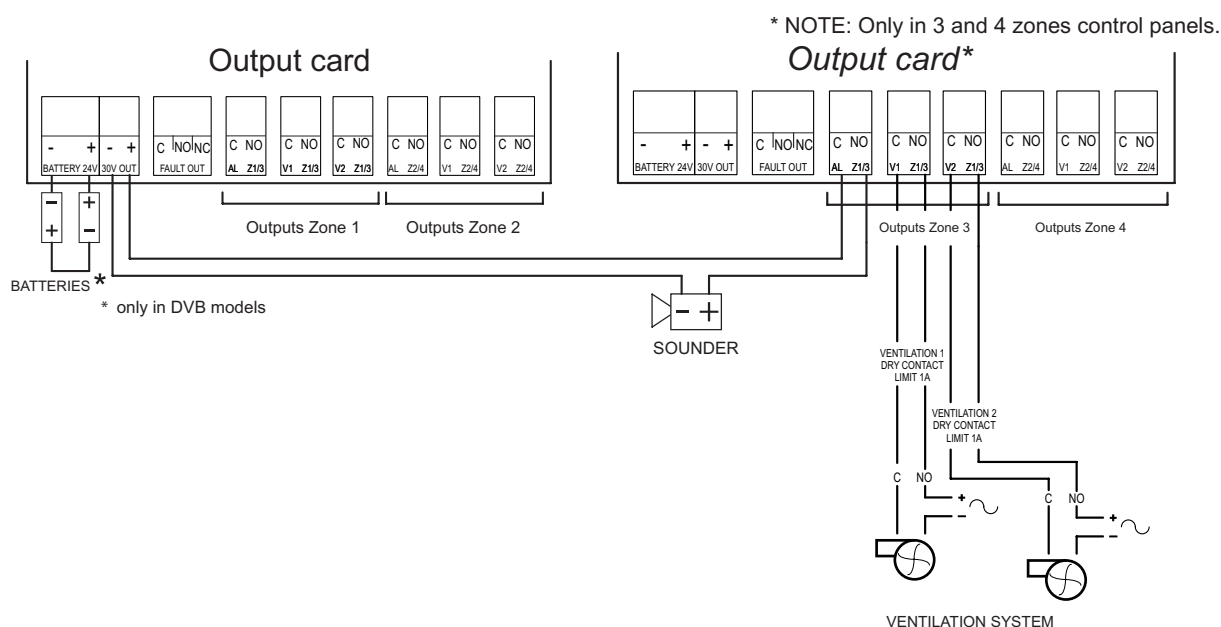 * NOTE: Only in 3 and 4 zones control panels.
Output card
Output card*
- + - + C NO NC C NO C NO C NO C NO C NO C NO
BATTERY 24V 30V OUT FAULT OUT AL Z1/3 V1 Z1/3 V2 Z1/3 AL Z2/4 V1 Z2/4 V2 Z2/4
- + - + C NO NC C NO C NO C NO C NO C NO C NO
BATTERY 24V 30V OUT FAULT OUT AL Z1/3 V1 Z1/3 V2 Z1/3 AL Z2/4 V1 Z2/4 V2 Z2/4
- +
+ -
Outputs Zone 1
Outputs Zone 2
Outputs Zone 3
Outputs Zone 4
BATTERIES *
* only in DVB models
- +
SOUNDER
VENTILATION 1
DRY CONTACT
LIMIT 1A
VENTILATION 2
DRY CONTACT
LIMIT 1A
C NO
+
-
C NO
+
-
VENTILATION SYSTEM